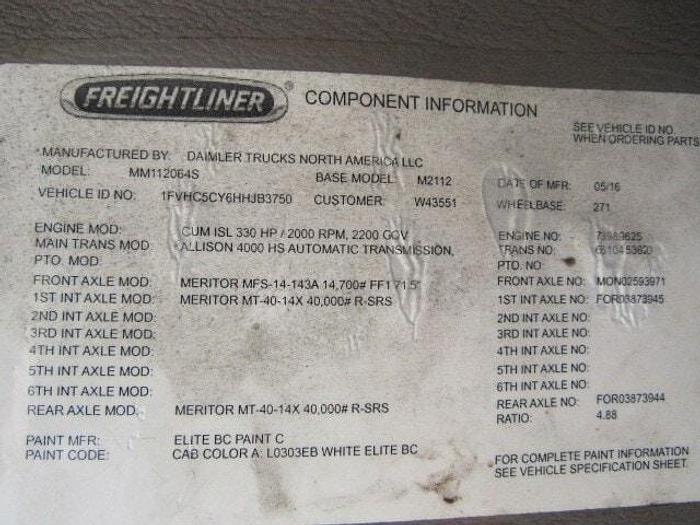 FREIGHTLINER ® COMPONENT INFORMATION
SEE VEHICLE ID NO.
WHEN ORDERING PARTS
MANUFACTURED BY: DAIMLER TRUCKS NORTH AMERICA LLC
MODEL: MM112064S BASE MODEL: M2112 DATE OF MFR: 05/16
VEHICLE ID NO: 1FVHC5CY6HHJB3750 CUSTOMER: W43551 WHEELBASE: 271
ENGINE MOD: CUM ISL 330 HP / 2000 RPM, 2200 GOV ENGINE NO:
MAIN TRANS MOD: ALLISON 4000 HS AUTOMATIC TRANSMISSION, TRANS NO:
PTO. MOD: PTO. NO:
FRONT AXLE MOD: MERITOR MFS-14-143A 14,700# FF1 71.5" FRONT AXLE NO: MON02593971
1ST INT AXLE MOD: MERITOR MT-40-14X 40,000# R-SRS 1ST INT AXLE NO: FOR03873945
2ND INT AXLE MOD: 2ND INT AXLE NO:
3RD INT AXLE MOD: 3RD INT AXLE NO:
4TH INT AXLE MOD: 4TH INT AXLE NO:
5TH INT AXLE MOD: 5TH INT AXLE NO:
6TH INT AXLE MOD: 6TH INT AXLE NO:
REAR AXLE MOD: MERITOR MT-40-14X 40,000# R-SRS REAR AXLE NO: FOR03873944
RATIO: 4.88
PAINT MFR: ELITE BC PAINT C
PAINT CODE: CAB COLOR A: L0303EB WHITE ELITE BC
FOR COMPLETE PAINT INFORMATION
SEE VEHICLE SPECIFICATION SHEET.